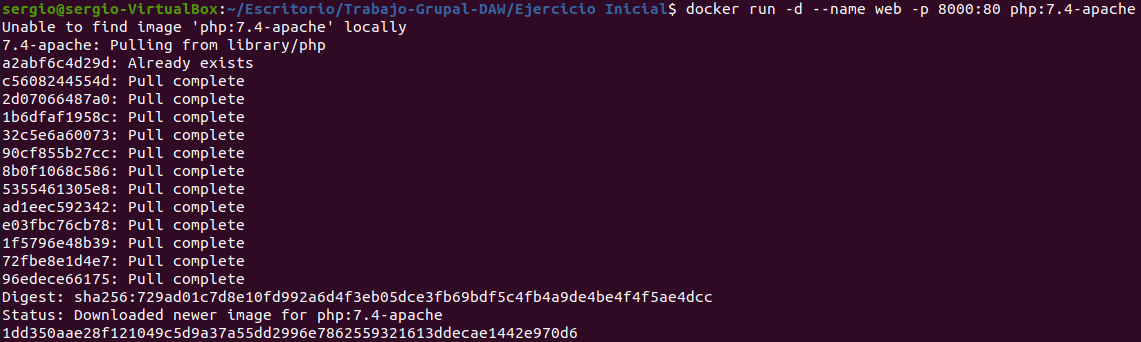 sergio@sergio-VirtualBox:~/Escritorio/Trabajo-Grupal-DAW/Ejercicio Inicial$ docker run -d --name web -p 8000:80 php:7.4-apache
Unable to find image 'php:7.4-apache' locally
7.4-apache: Pulling from library/php
a2abf6c4d29d: Already exists
c5608244554d: Pull complete
2d07066487a0: Pull complete
1b6dfaf1958c: Pull complete
32c5e6a60073: Pull complete
90cf855b27cc: Pull complete
8b0f1068c586: Pull complete
5355461305e8: Pull complete
ad1eec592342: Pull complete
e03fbc76cb78: Pull complete
1f5796e48b39: Pull complete
72fbe8e1d4e7: Pull complete
96edece66175: Pull complete
Digest: sha256:729ad01c7d8e10fd992a6d4f3eb05dce3fb69bdf5c4fb4a9de4be4f4f5ae4dcc
Status: Downloaded newer image for php:7.4-apache
1dd350aae28f121049c5d9a37a55dd2996e7862559321613ddecae1442e970d6